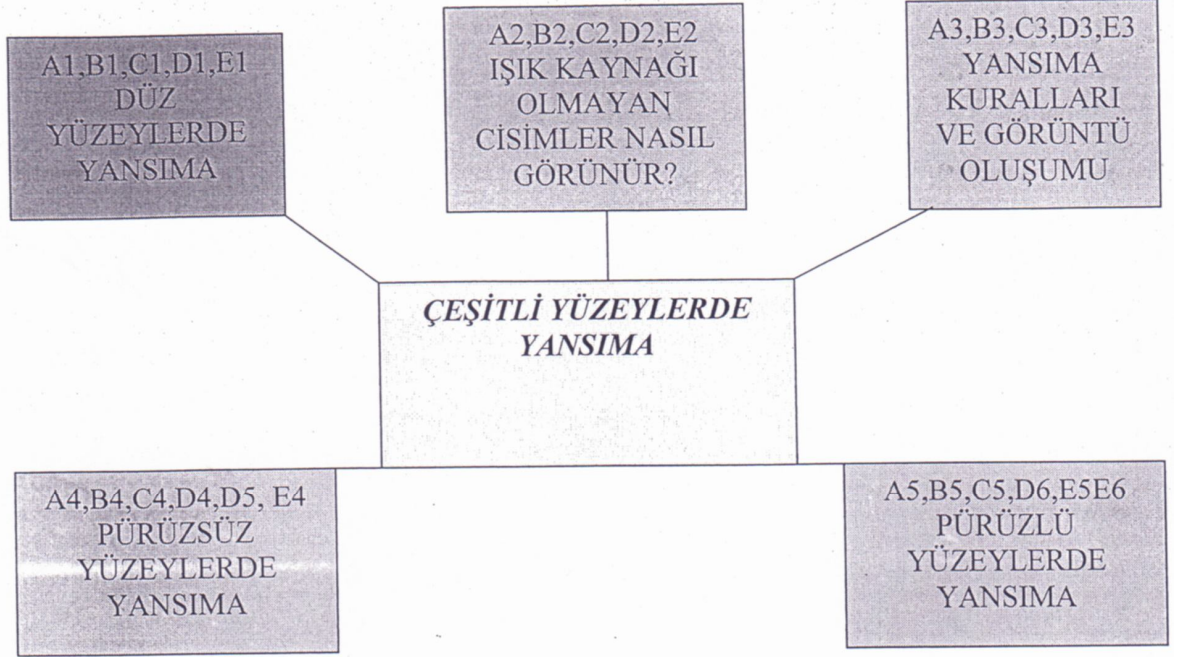 A1,B1,C1,D1,E1
DÜZ
YÜZEYLERDE
YANSIMA
A2,B2,C2,D2,E2
IŞIK KAYNAĞI
OLMAYAN
CİSİMLER NASIL
GÖRÜNÜR?
A3,B3,C3,D3,E3
YANSIMA
KURALLARI
VE GÖRÜNTÜ
OLUŞUMU
ÇEŞİTLİ YÜZEYLERDE
YANSIMA
A4,B4,C4,D4,D5, E4
PÜRÜZSÜZ
YÜZEYLERDE
YANSIMA
A5,B5,C5,D6,E5E6
PÜRÜZLÜ
YÜZEYLERDE
YANSIMA